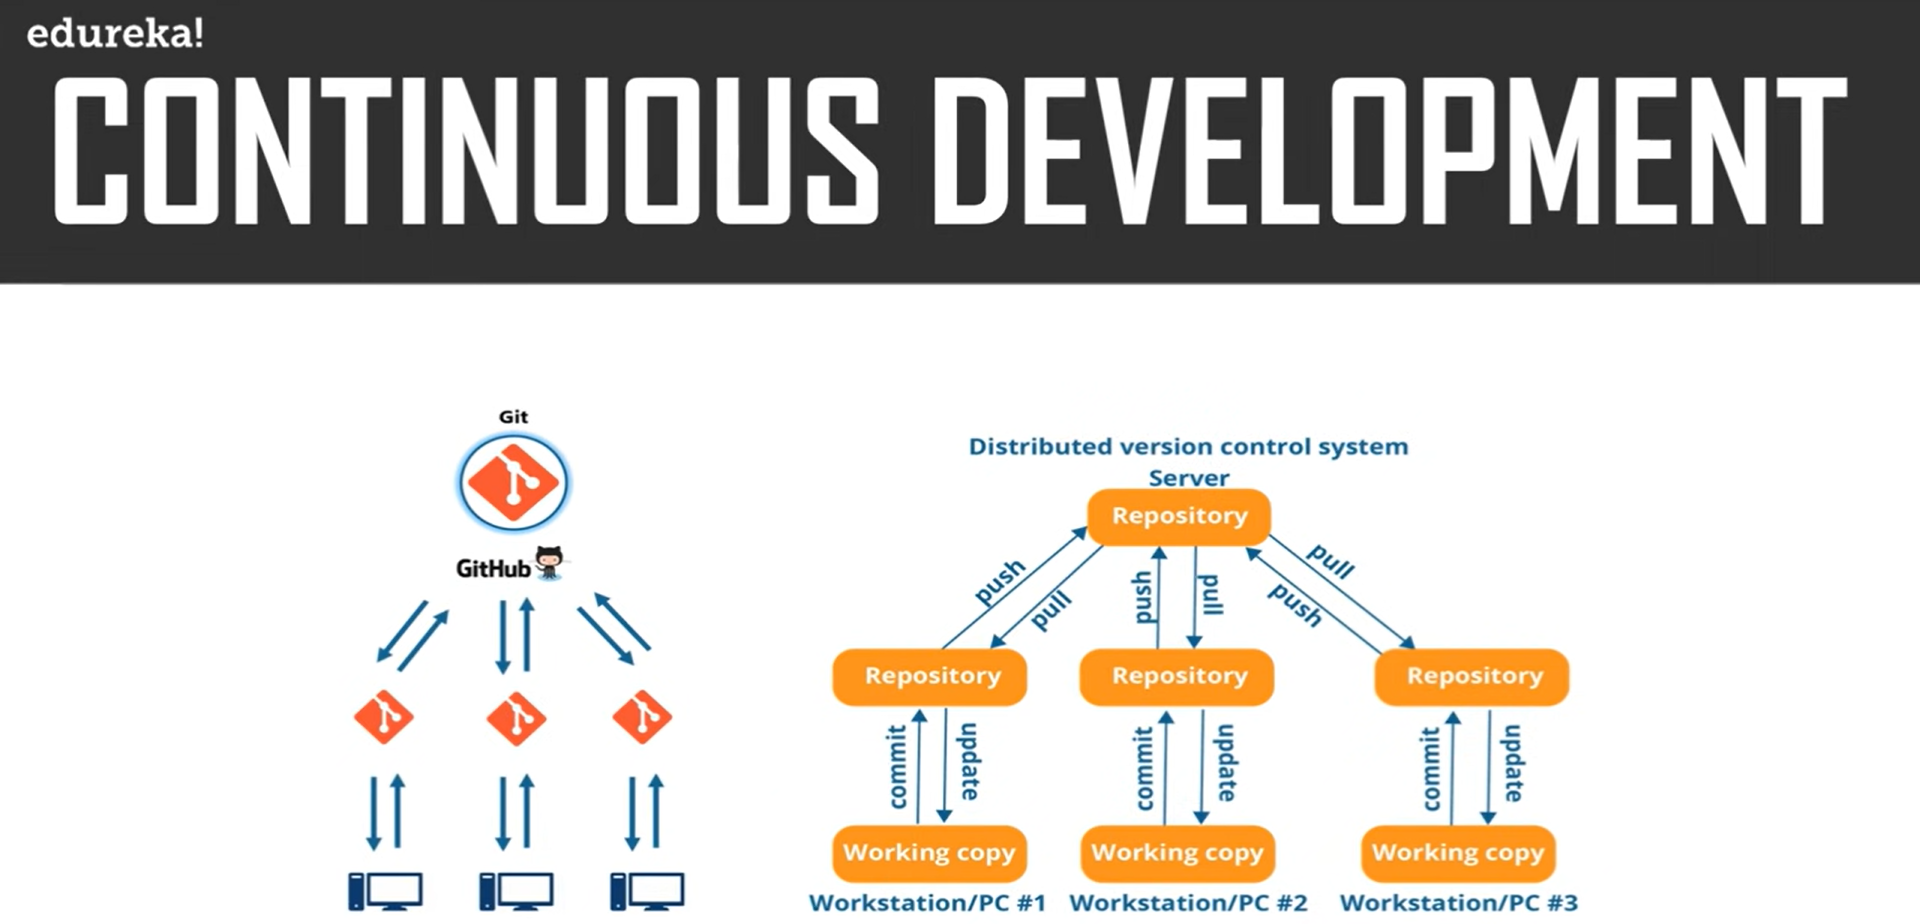 edureka!
CONTINUOUS DEVELOPMENT
Git
GitHub
Distributed version control system
Server
Repository
push
pull
push
pull
push
pull
Repository
Repository
Repository
commit
update
commit
update
commit
update
Working copy
Working copy
Working copy
Workstation/PC #1
Workstation/PC #2
Workstation/PC #3